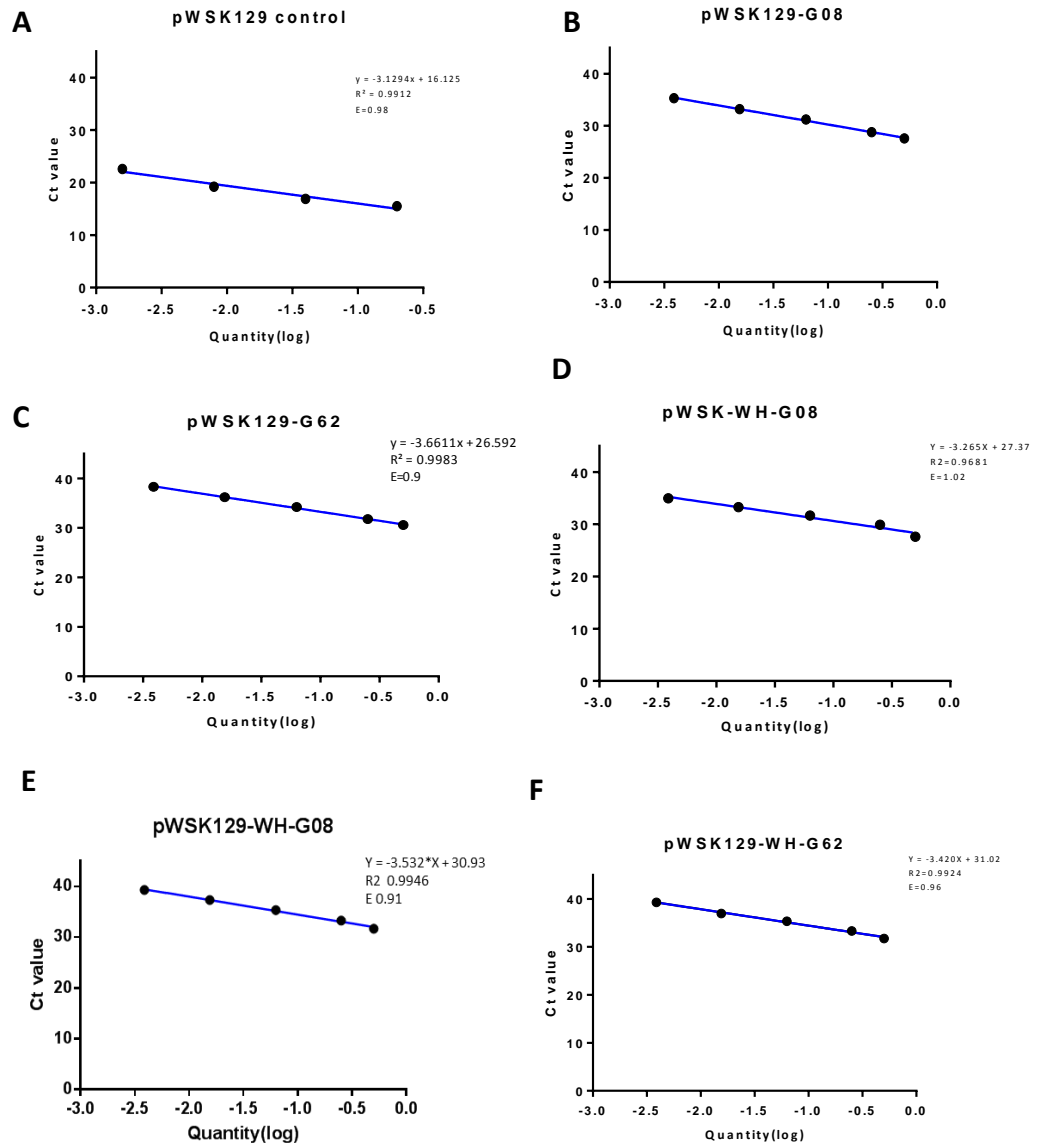 A
pWSK129 control
y = -3.1294x + 16.125
R² = 0.9912
E=0.98
40
30
20
10
0
Ct value
-3.0 -2.5 -2.0 -1.5 -1.0 -0.5
Quantity(log)
B
pWSK129-G08
40
30
20
10
0
Ct value
-3.0 -2.5 -2.0 -1.5 -1.0 -0.5 0.0
Quantity(log)
C
pWSK129-G62
y = -3.6611x + 26.592
R² = 0.9983
E=0.9
40
30
20
10
0
Ct value
-3.0 -2.5 -2.0 -1.5 -1.0 -0.5 0.0
Quantity(log)
D
pWSK-WH-G08
Y = -3.265X + 27.37
R2=0.9681
E=1.02
40
30
20
10
0
Ct value
-3.0 -2.5 -2.0 -1.5 -1.0 -0.5 0.0
Quantity(log)
E
pWSK129-WH-G08
Y = -3.532*X + 30.93
R2 0.9946
E 0.91
40
30
20
10
0
Ct value
-3.0 -2.5 -2.0 -1.5 -1.0 -0.5 0.0
Quantity(log)
F
pWSK129-WH-G62
Y = -3.420X + 31.02
R2=0.9924
E=0.96
40
30
20
10
0
Ct value
-3.0 -2.5 -2.0 -1.5 -1.0 -0.5 0.0
Quantity(log)